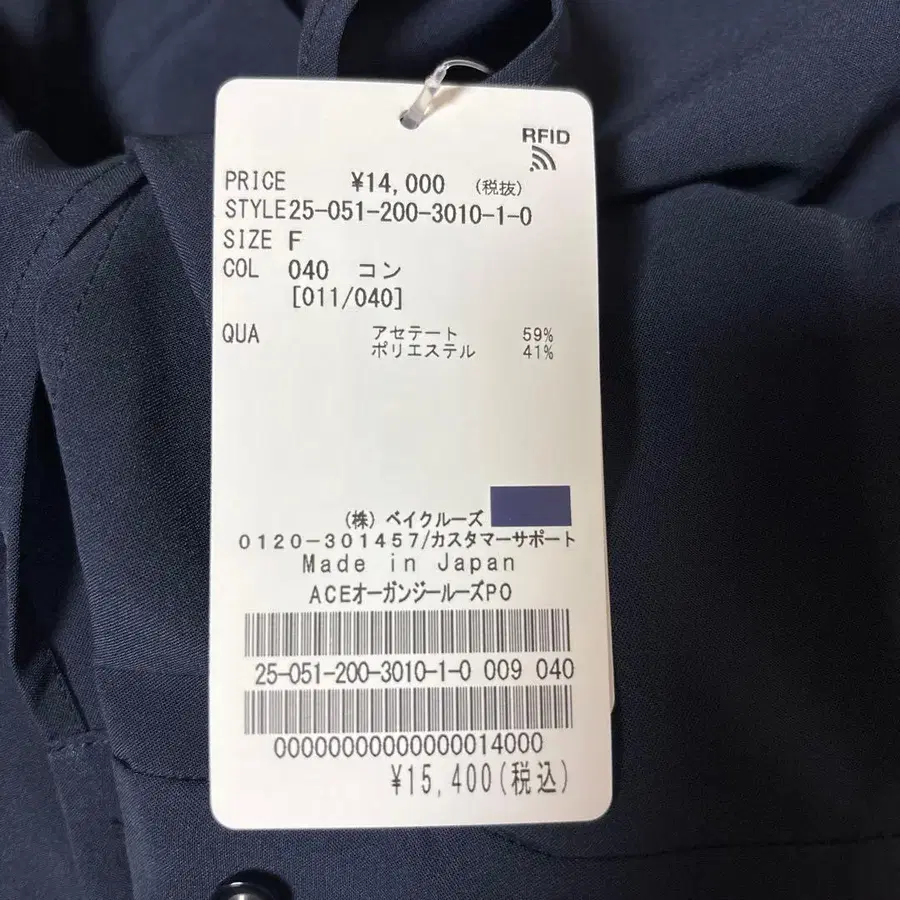 RFID
PRICE ¥14,000 (税抜)
STYLE25-051-200-3010-1-0
SIZE F
COL 040 コン
[011/040]
QUA アセテート 59%
ポリエステル 41%
(株) ベイクルーズ
0120-301457/カスタマーサポート
Made in Japan
ACEオーガンジールーズPO
25-051-200-3010-1-0 009 040
00000000000000014000
¥15,400(税込)